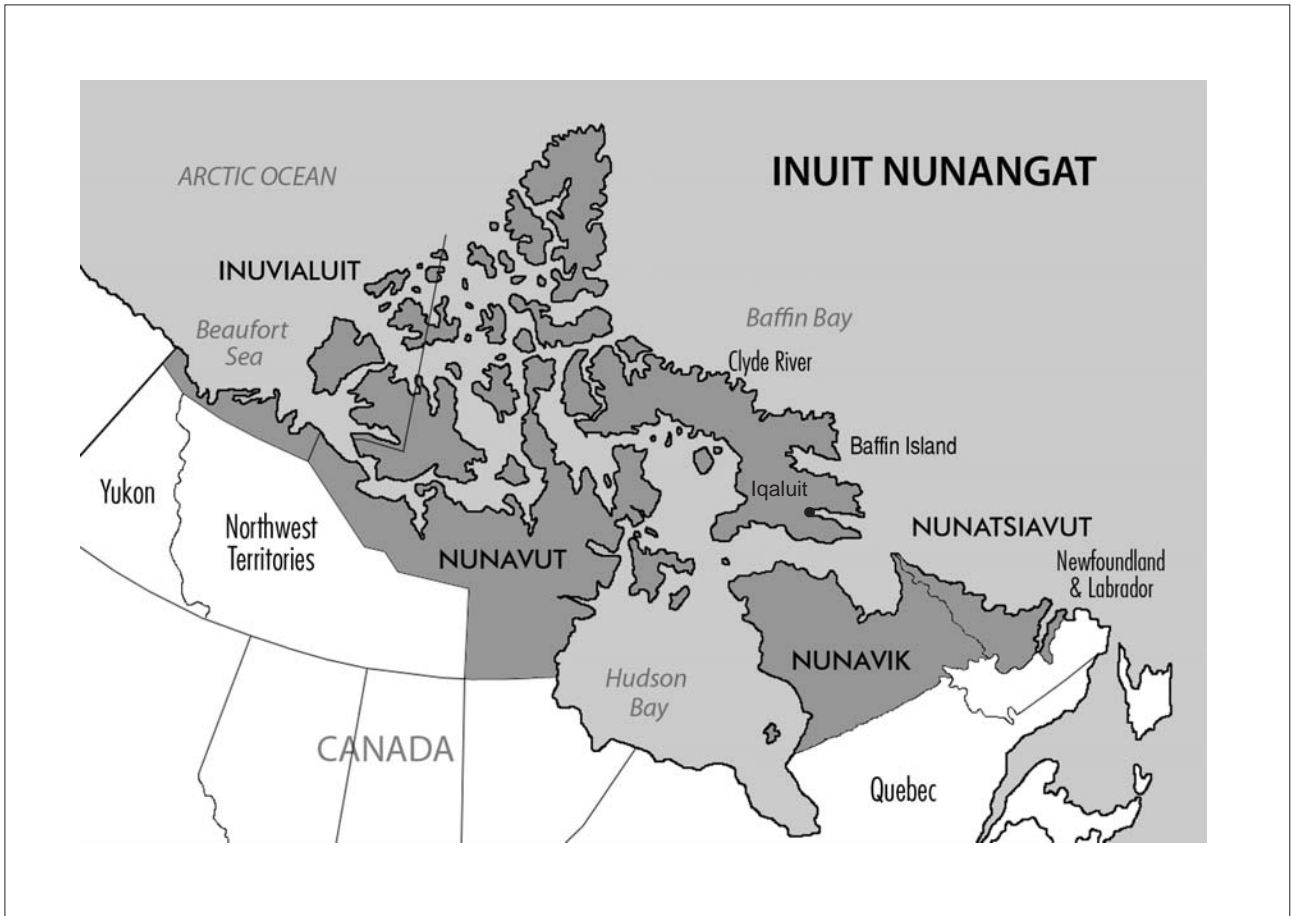 INUIT NUNANGAT
ARCTIC OCEAN
INUVIALUIT
Beaufort
Sea
Baffin Bay
Clyde River
Baffin Island
Iqaluit
Yukon
Northwest
Territories
NUNAVUT
NUNATSIAVUT
Newfoundland
& Labrador
NUNAVIK
Hudson
Bay
CANADA
Quebec